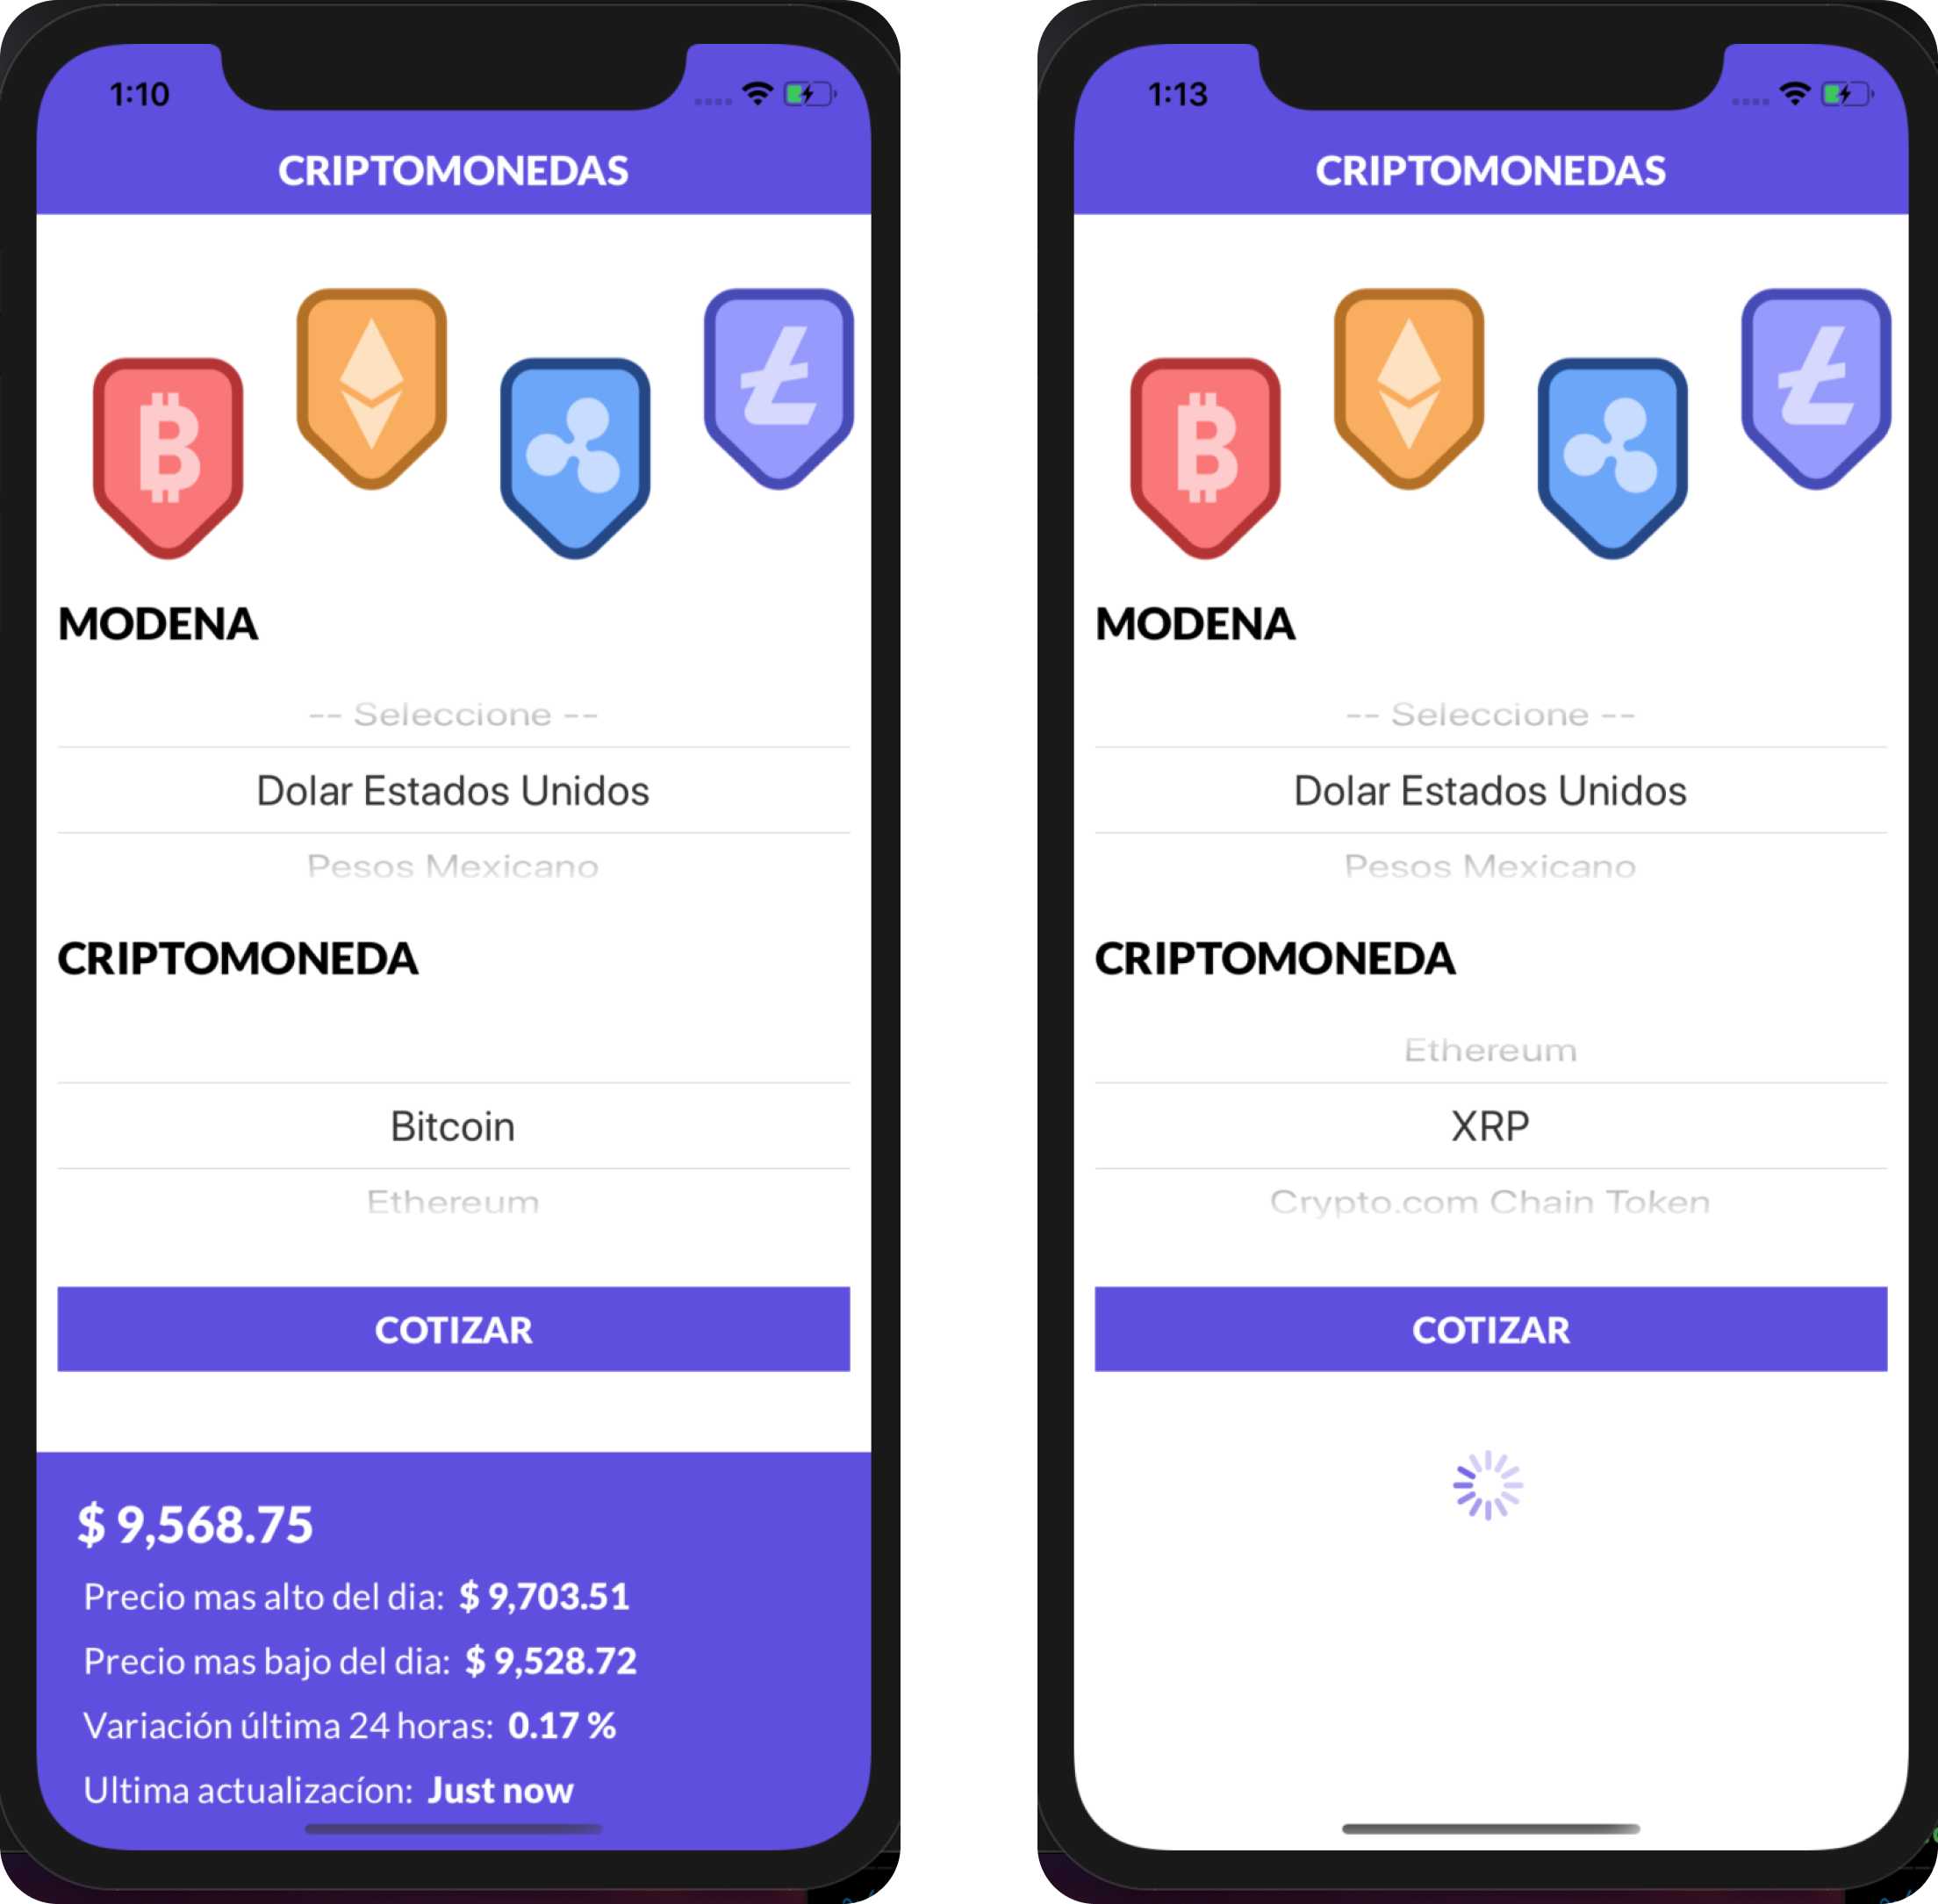 1:10
CRIPTOMONEDAS
MODENA
-- Seleccione --
Dolar Estados Unidos
Pesos Mexicano
CRIPTOMONEDA
Bitcoin
Ethereum
COTIZAR
$ 9,568.75
Precio mas alto del dia: $ 9,703.51
Precio mas bajo del dia: $ 9,528.72
Variación última 24 horas: 0.17 %
Ultima actualizacíon: Just now
1:13
CRIPTOMONEDAS
MODENA
-- Seleccione --
Dolar Estados Unidos
Pesos Mexicano
CRIPTOMONEDA
Ethereum
XRP
Crypto.com Chain Token
COTIZAR